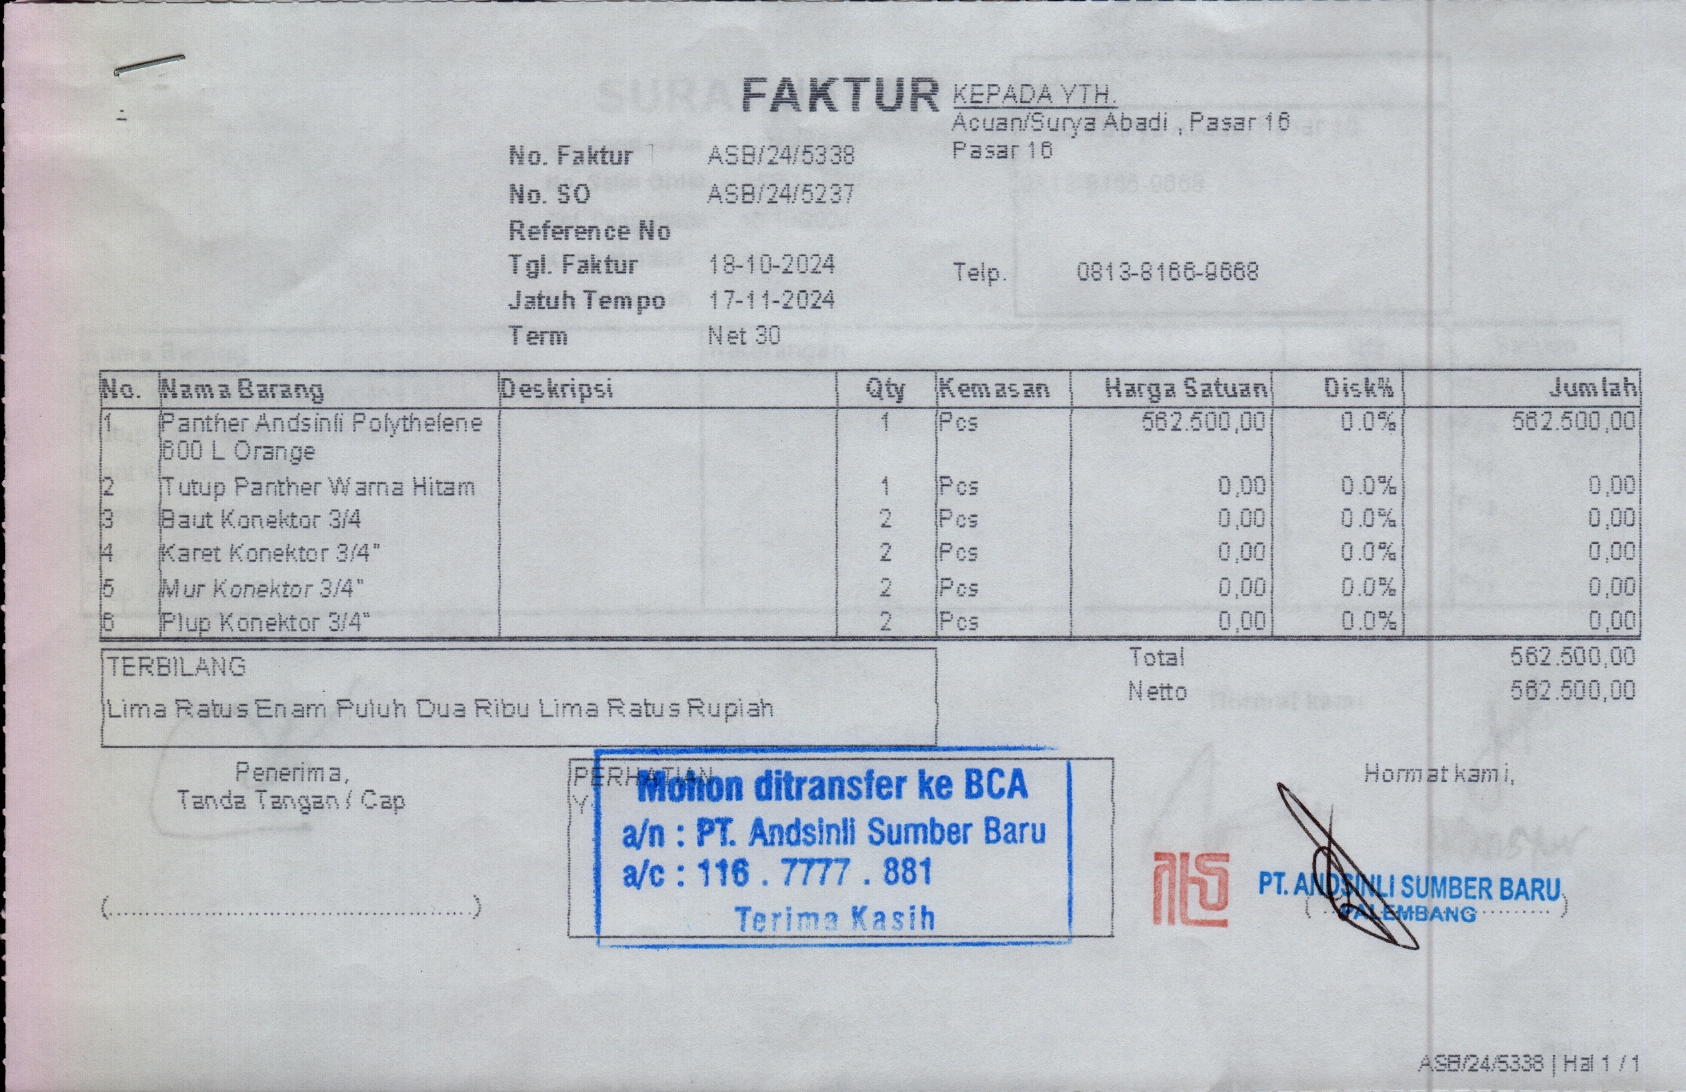 FAKTUR
KEPADA YTH.
Acuan/Surya Abadi , Pasar 16
Pasar 16
No. Faktur ASB/24/5338
No. SO ASB/24/5237
Reference No
Tgl. Faktur 18-10-2024
Telp. 0813-8166-9668
Jatuh Tempo 17-11-2024
Term Net 30
No. Nama Barang Deskripsi Qty Kemasan Harga Satuan Disk% Jumlah
1 Panther Andsinli Polythelene 1 Pcs 562.500,00 0.0% 562.500,00
600 L Orange
2 Tutup Panther Warna Hitam 1 Pcs 0,00 0.0% 0,00
3 Baut Konektor 3/4 2 Pcs 0,00 0.0% 0,00
4 Karet Konektor 3/4" 2 Pcs 0,00 0.0% 0,00
5 Mur Konektor 3/4" 2 Pcs 0,00 0.0% 0,00
6 Plup Konektor 3/4" 2 Pcs 0,00 0.0% 0,00
TERBILANG
Lima Ratus Enam Puluh Dua Ribu Lima Ratus Rupiah
Total 562.500,00
Netto 562.500,00
Penerima,
Tanda Tangan / Cap
(................................................)
PERHATIAN
Mohon ditransfer ke BCA
a/n : PT. Andsinli Sumber Baru
a/c : 116 . 7777 . 881
Terima Kasih
Hormat kami,
PT. ANDSINLI SUMBER BARU
PALEMBANG
ASB/24/5338 | Hal 1 / 1